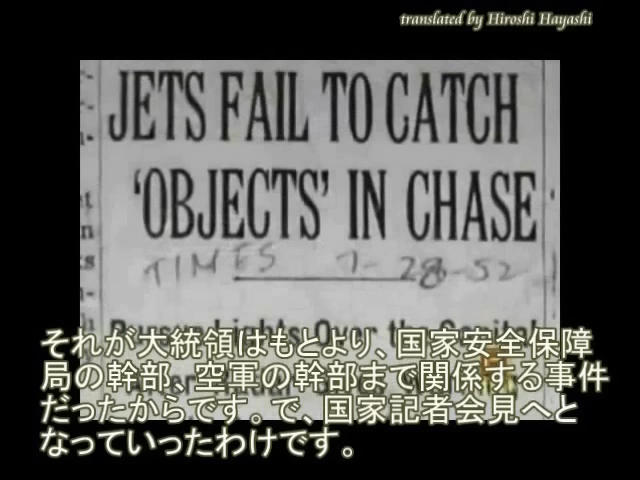 translated by Hiroshi Hayashi
JETS FAIL TO CATCH
'OBJECTS' IN CHASE
TIMES 7-28-52
Over the Capital
それが大統領はもとより、国家安全保障
局の幹部、空軍の幹部まで関係する事件
だったからです。で、国家記者会見へと
なっていったわけです。